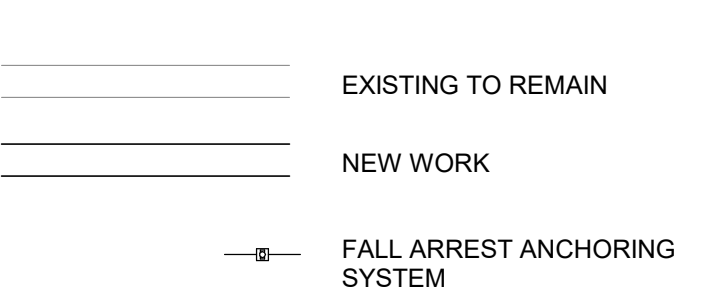 EXISTING TO REMAIN
NEW WORK
FALL ARREST ANCHORING
SYSTEM